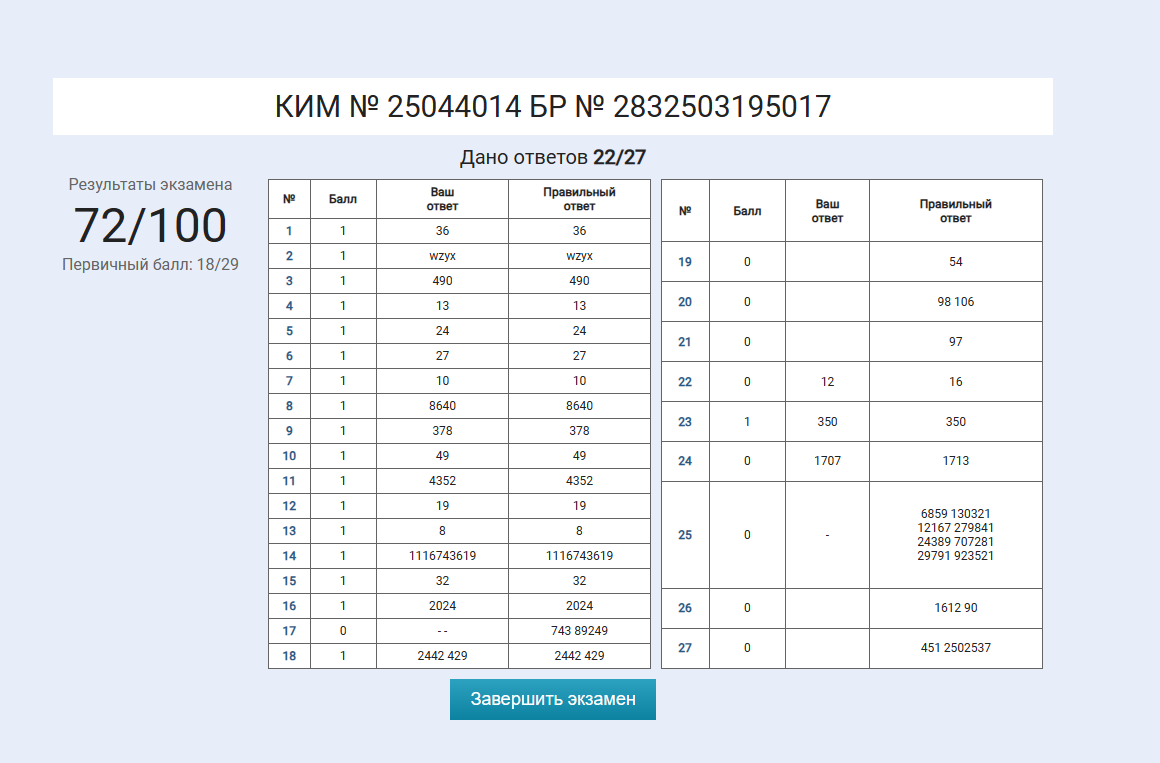 КИМ № 25044014 БР № 2832503195017
Дано ответов 22/27
Результаты экзамена
72/100
Первичный балл: 18/29
№ Балл Ваш ответ Правильный ответ
1 1 36 36
2 1 wzyx wzyx
3 1 490 490
4 1 13 13
5 1 24 24
6 1 27 27
7 1 10 10
8 1 8640 8640
9 1 378 378
10 1 49 49
11 1 4352 4352
12 1 19 19
13 1 8 8
14 1 1116743619 1116743619
15 1 32 32
16 1 2024 2024
17 0 - - 743 89249
18 1 2442 429 2442 429
№ Балл Ваш ответ Правильный ответ
19 0 54
20 0 98 106
21 0 97
22 0 12 16
23 1 350 350
24 0 1707 1713
25 0 - 6859 130321
12167 279841
24389 707281
29791 923521
26 0 1612 90
27 0 451 2502537
Завершить экзамен